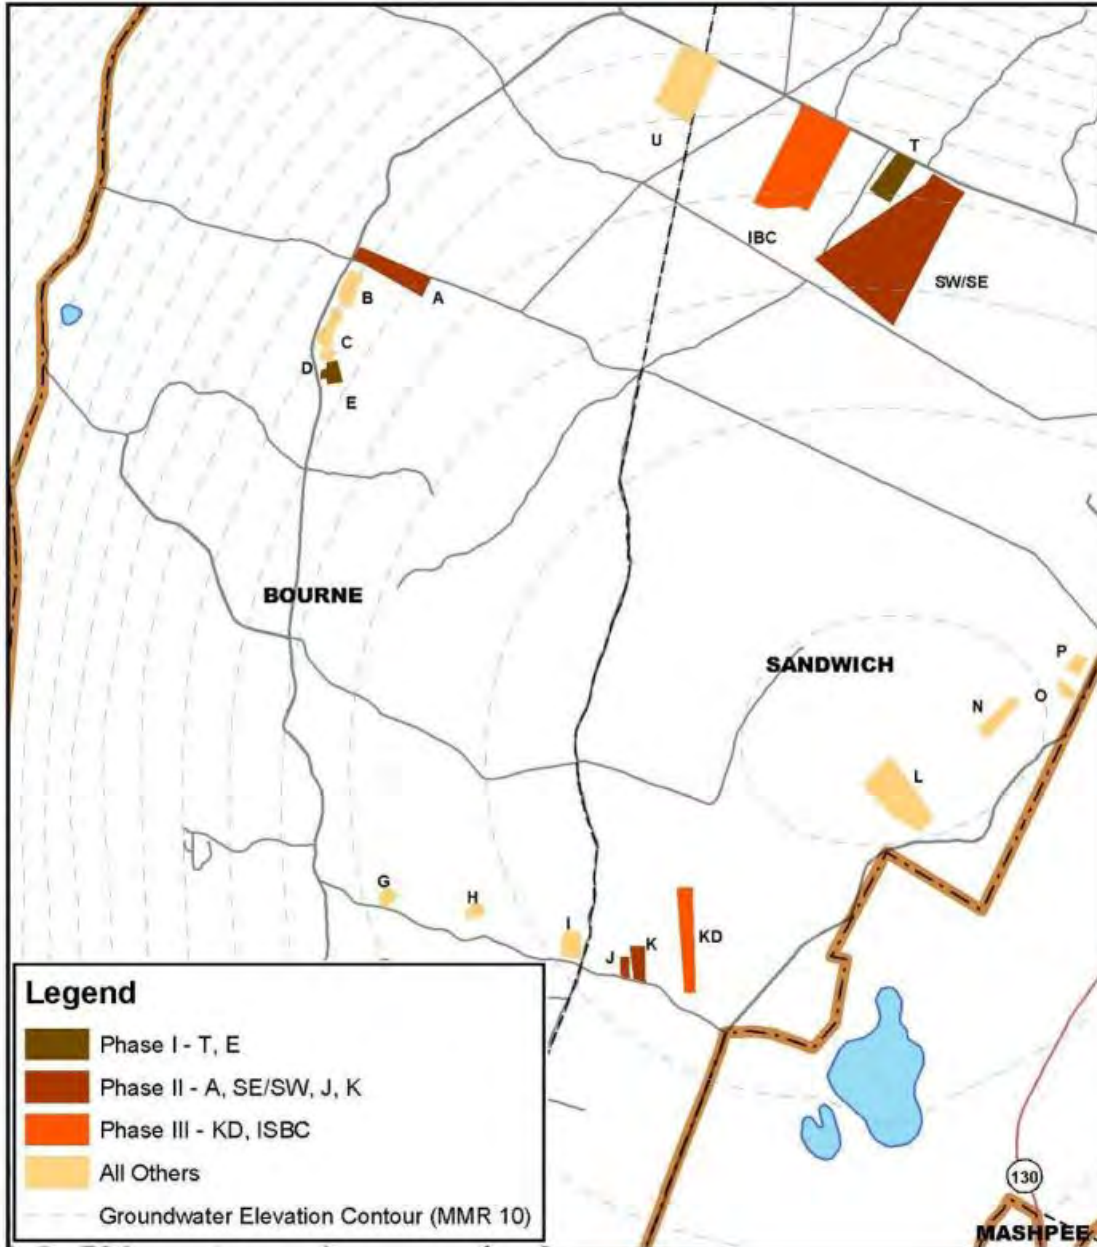 U
T
IBC
SW/SE
A
B
C
D
E
BOURNE
SANDWICH
P
O
N
L
G
H
I
J
K
KD
Legend
Phase I - T, E
Phase II - A, SE/SW, J, K
Phase III - KD, ISBC
All Others
Groundwater Elevation Contour (MMR 10)
130
MASHPEE